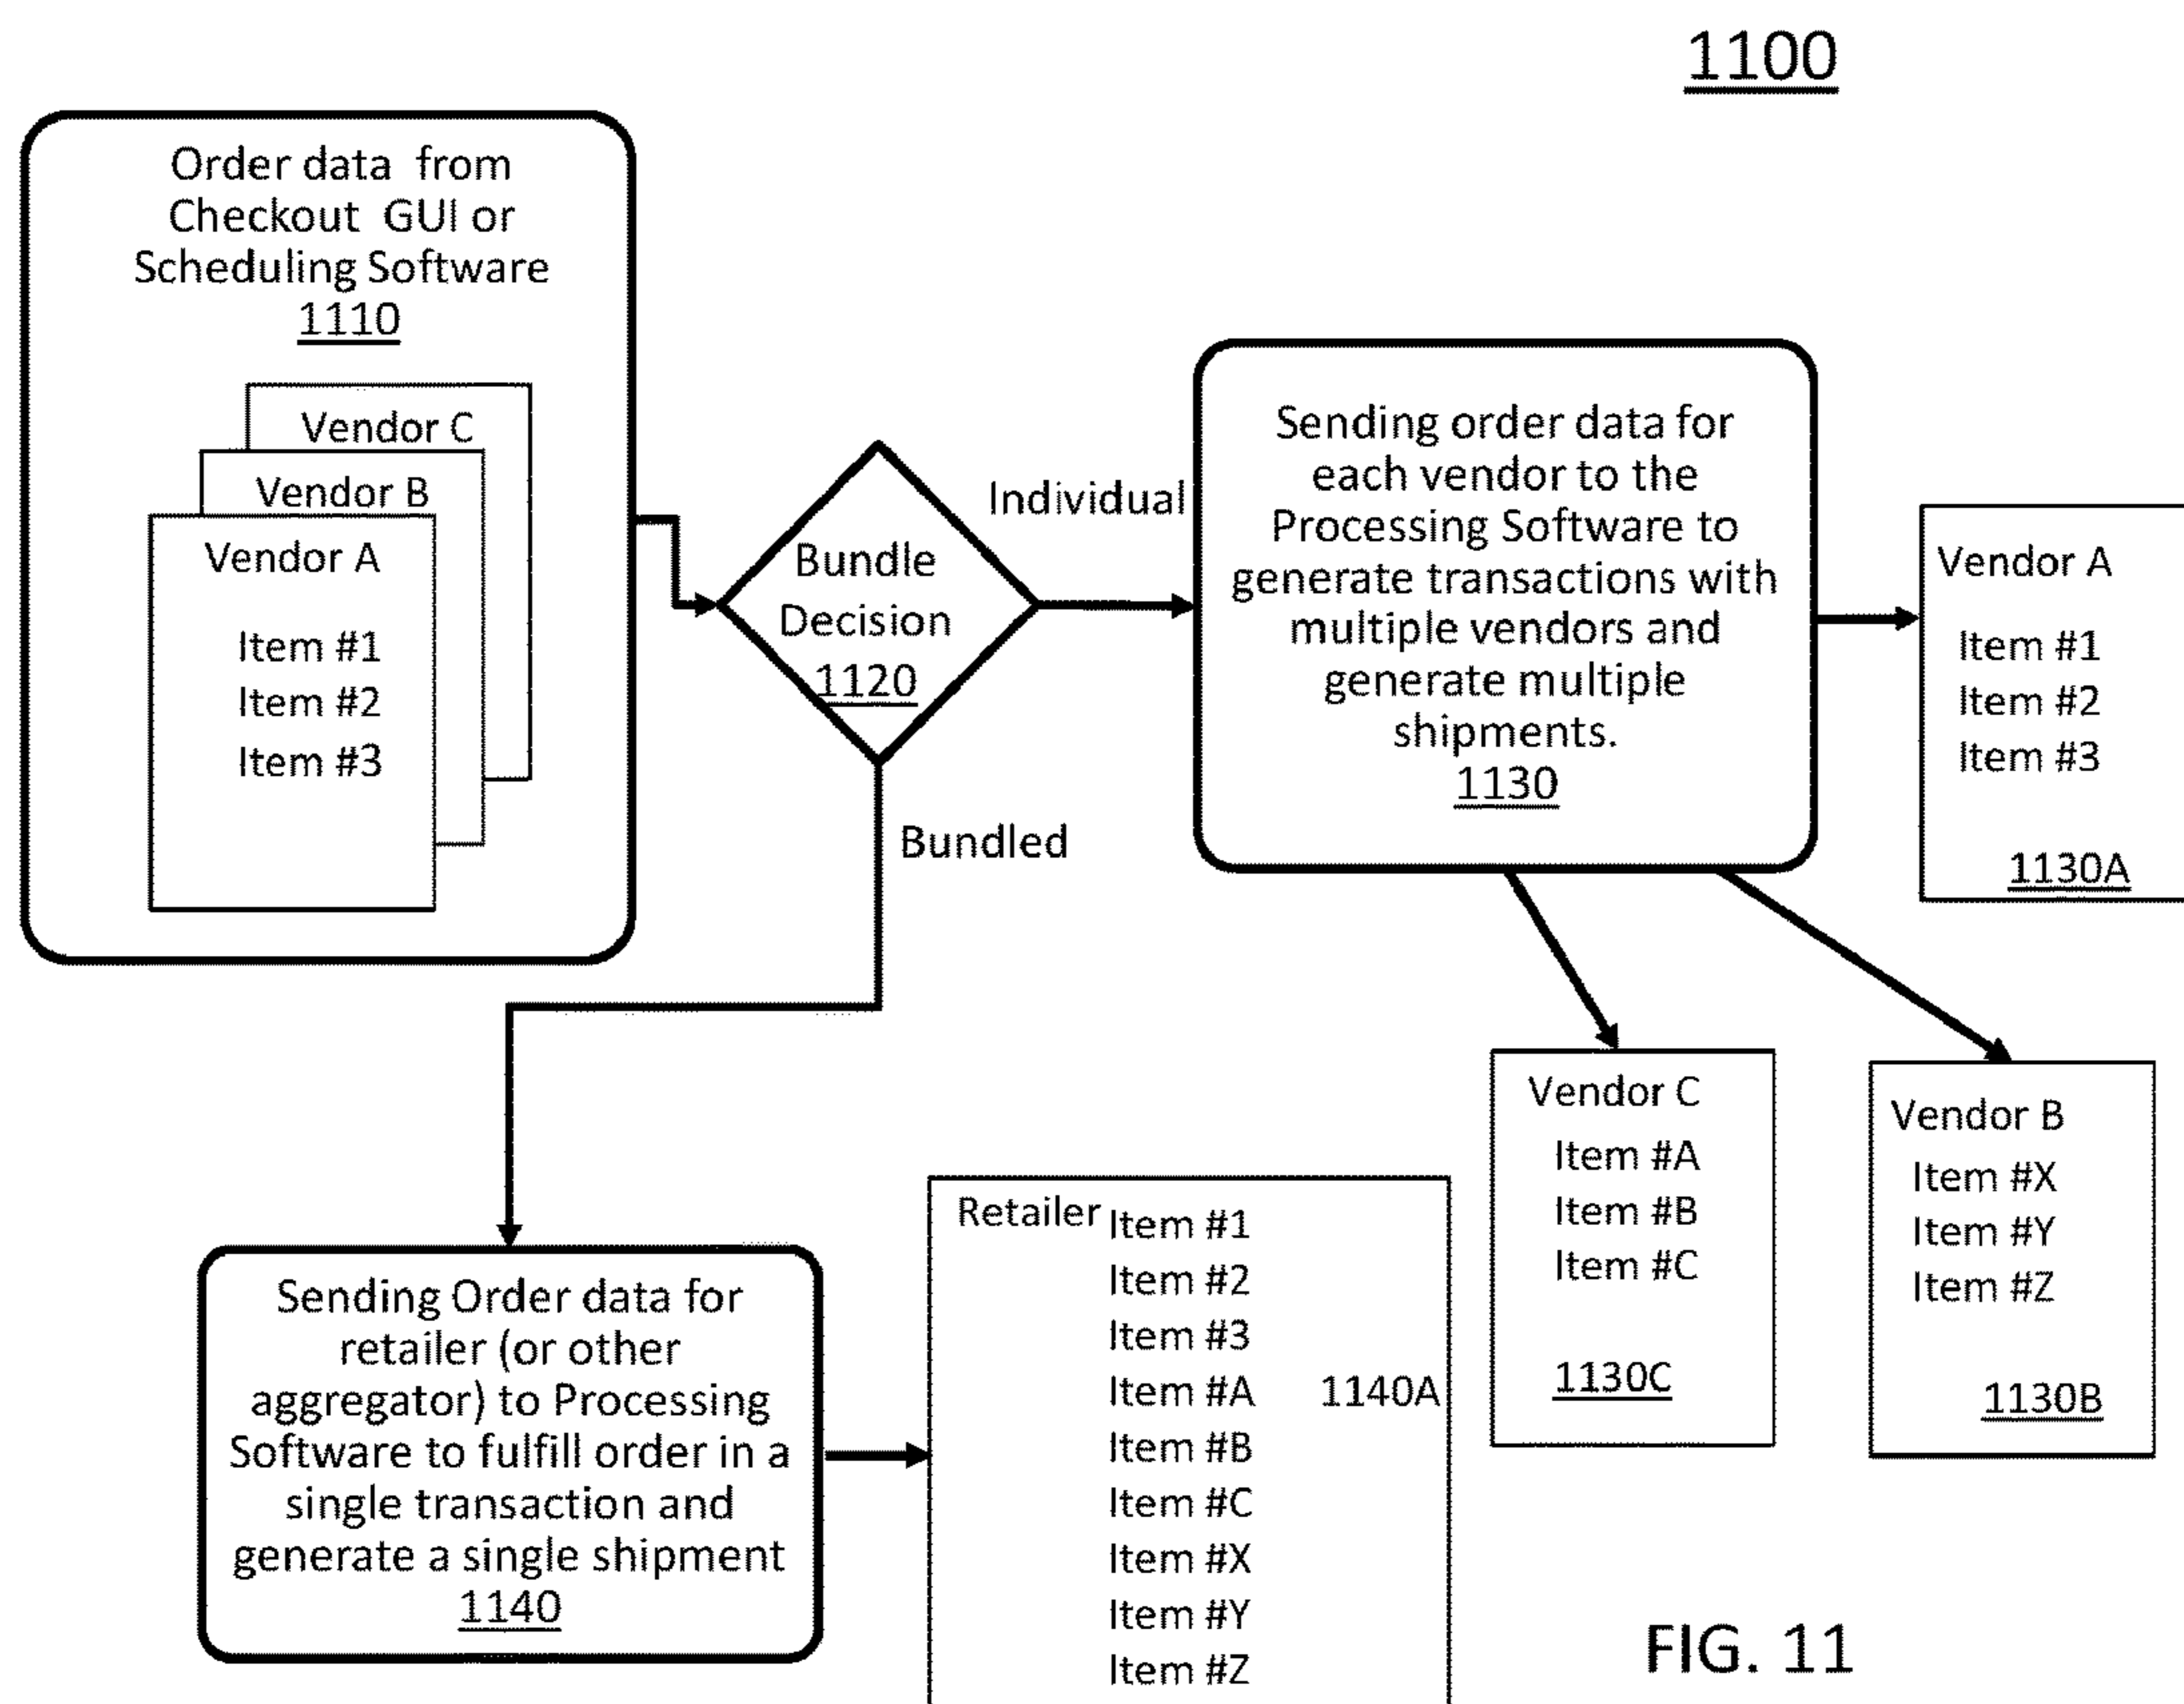 1100
Order data from
Checkout GUI or
Scheduling Software
1110
Vendor C
Vendor B
Vendor A
Item #1
Item #2
Item #3
Bundle
Decision
1120
Individual
Bundled
Sending order data for
each vendor to the
Processing Software to
generate transactions with
multiple vendors and
generate multiple
shipments.
1130
Vendor A
Item #1
Item #2
Item #3
1130A
Vendor C
Item #A
Item #B
Item #C
1130C
Vendor B
Item #X
Item #Y
Item #Z
1130B
Sending Order data for
retailer (or other
aggregator) to Processing
Software to fulfill order in a
single transaction and
generate a single shipment
1140
Retailer
Item #1
Item #2
Item #3
Item #A
1140A
Item #B
Item #C
Item #X
Item #Y
Item #Z
FIG. 11